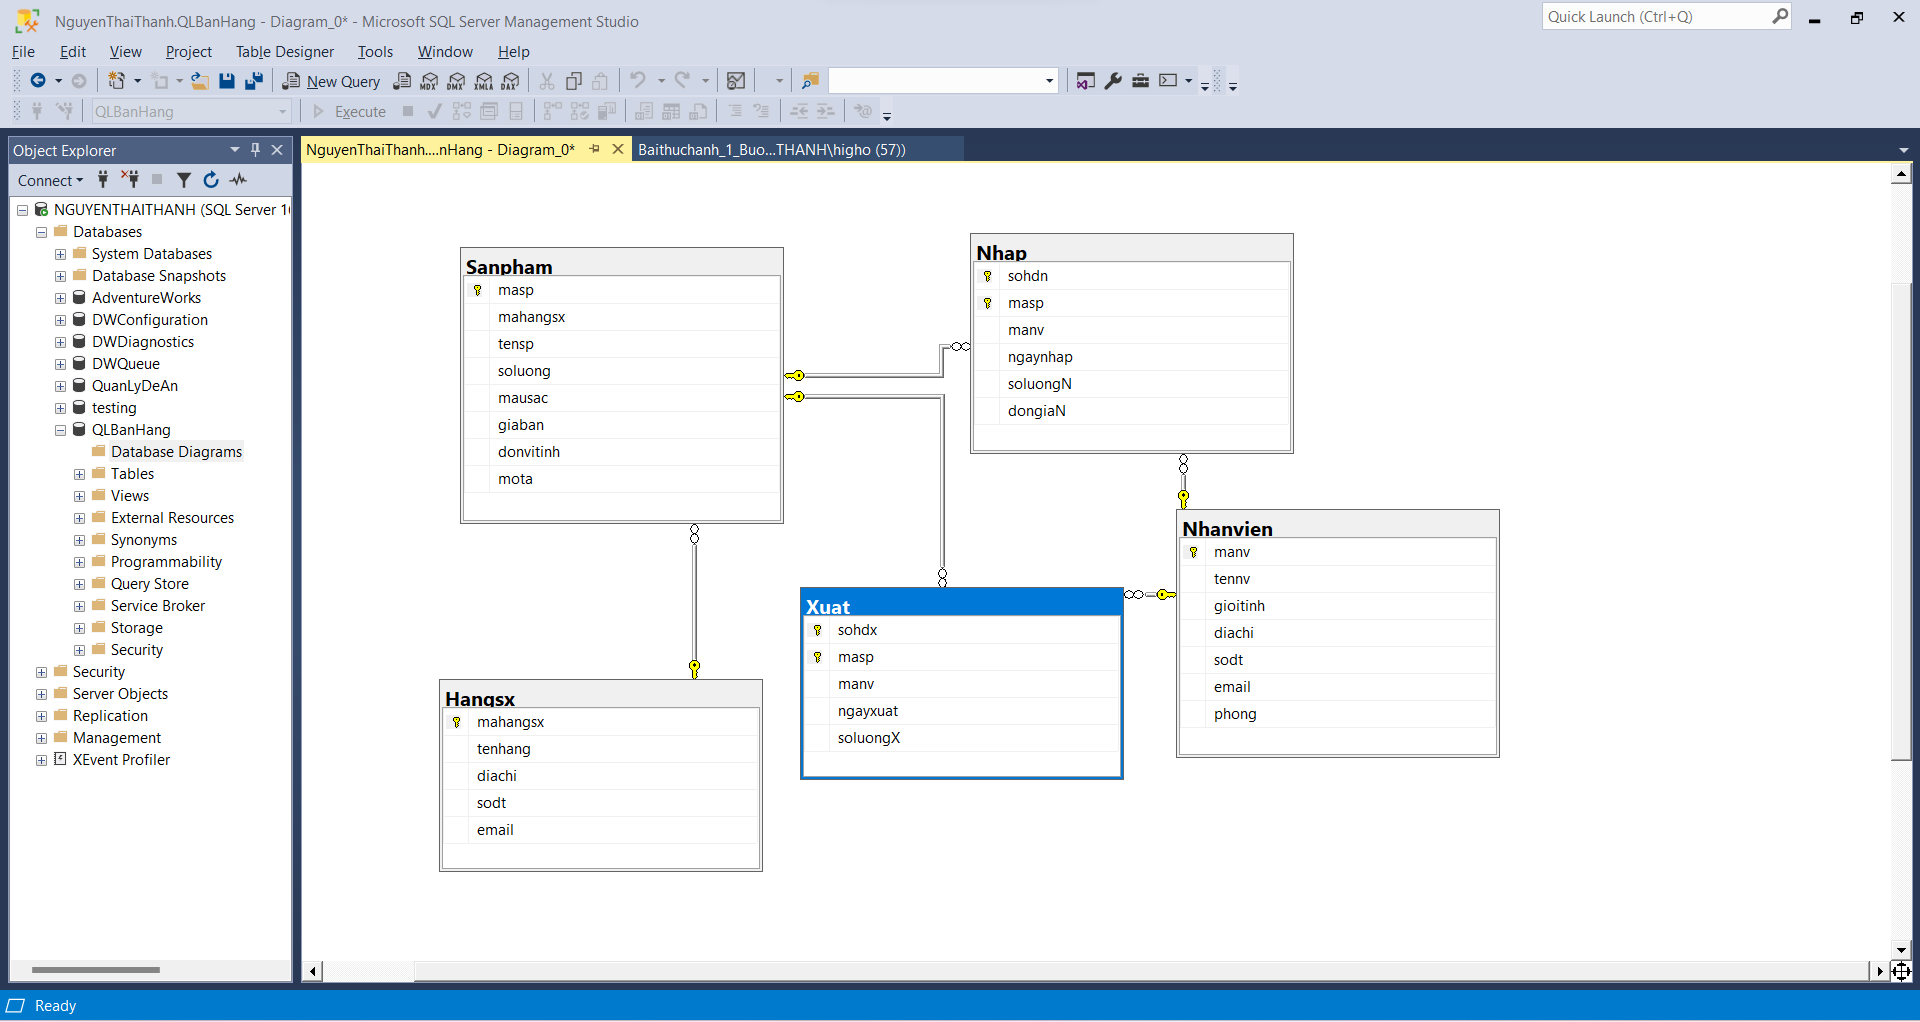 NguyenThaiThanh.QLBanHang - Diagram_0* - Microsoft SQL Server Management Studio
Quick Launch (Ctrl+Q)
File Edit View Project Table Designer Tools Window Help
New Query MDX DMX XMLA DAX
QLBanHang Execute
Object Explorer
NguyenThaiThanh....nHang - Diagram_0* Baithuchanh_1_Buo...THANH\higho (57))
Connect
NGUYENTHAITHANH (SQL Server 1
Databases
System Databases
Database Snapshots
AdventureWorks
DWConfiguration
DWDiagnostics
DWQueue
QuanLyDeAn
testing
QLBanHang
Database Diagrams
Tables
Views
External Resources
Synonyms
Programmability
Query Store
Service Broker
Storage
Security
Security
Server Objects
Replication
Management
XEvent Profiler
Sanpham
masp
mahangsx
tensp
soluong
mausac
giaban
donvitinh
mota
Nhap
sohdn
masp
manv
ngaynhap
soluongN
dongiaN
Nhanvien
manv
tennv
gioitinh
diachi
sodt
email
phong
Xuat
sohdx
masp
manv
ngayxuat
soluongX
Hangsx
mahangsx
tenhang
diachi
sodt
email
Ready